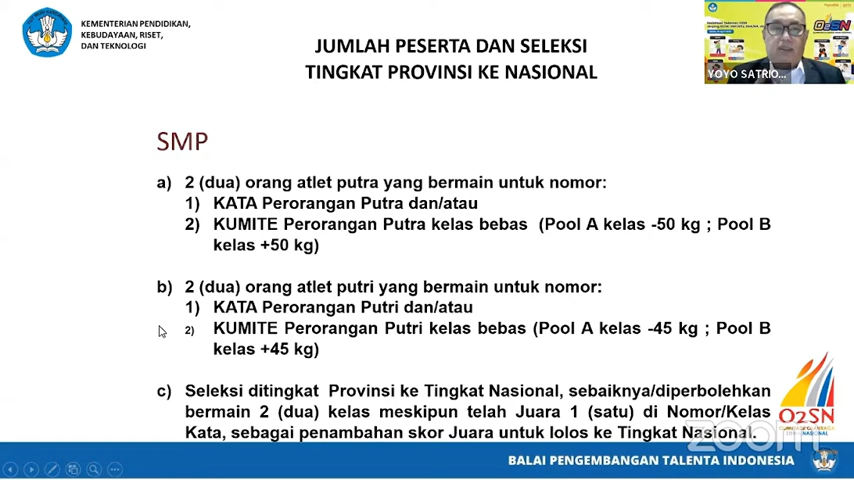 KEMENTERIAN PENDIDIKAN,
KEBUDAYAAN, RISET,
DAN TEKNOLOGI
JUMLAH PESERTA DAN SELEKSI
TINGKAT PROVINSI KE NASIONAL
O2SN
YOYO SATRIO...
SMP
a) 2 (dua) orang atlet putra yang bermain untuk nomor:
1) KATA Perorangan Putra dan/atau
2) KUMITE Perorangan Putra kelas bebas (Pool A kelas -50 kg ; Pool B
kelas +50 kg)
b) 2 (dua) orang atlet putri yang bermain untuk nomor:
1) KATA Perorangan Putri dan/atau
2) KUMITE Perorangan Putri kelas bebas (Pool A kelas -45 kg ; Pool B
kelas +45 kg)
c) Seleksi ditingkat Provinsi ke Tingkat Nasional, sebaiknya/diperbolehkan
bermain 2 (dua) kelas meskipun telah Juara 1 (satu) di Nomor/Kelas
Kata, sebagai penambahan skor Juara untuk lolos ke Tingkat Nasional.
O2SN
zoom
BALAI PENGEMBANGAN TALENTA INDONESIA